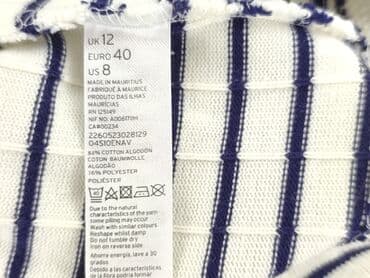 UK 12
EURO 40
US 8
MADE IN MAURITIUS
FABRIQUÉ À MAURICE
PRODUTO DAS ILHAS
MAURÍCIAS
RN 125149
NIF NO: A0061719H
CA#00234
2260523028129
04S10ENAV
84% COTTON ALGODÓN
COTON BAUMWOLLE
ALGODÃO
16% POLYESTER
POLIÉSTER
Due to the natural
characteristics of the yarn
some pilling may occur
Wash with similar colours
Reshape whilst damp
Do not tumble dry
Iron on reverse side
Ahorra energía, lave a 30
grados
Debido a las características